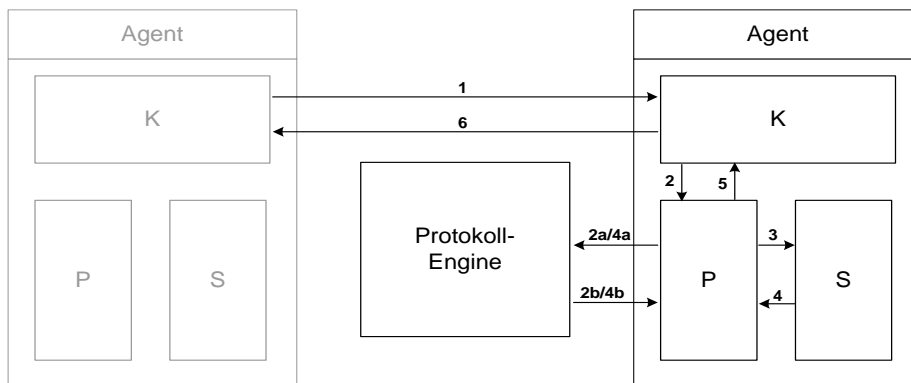 Agent
Agent
K
1
K
6
2
5
Protokoll-
Engine
2a/4a
3
P
S
P
S
2b/4b
4